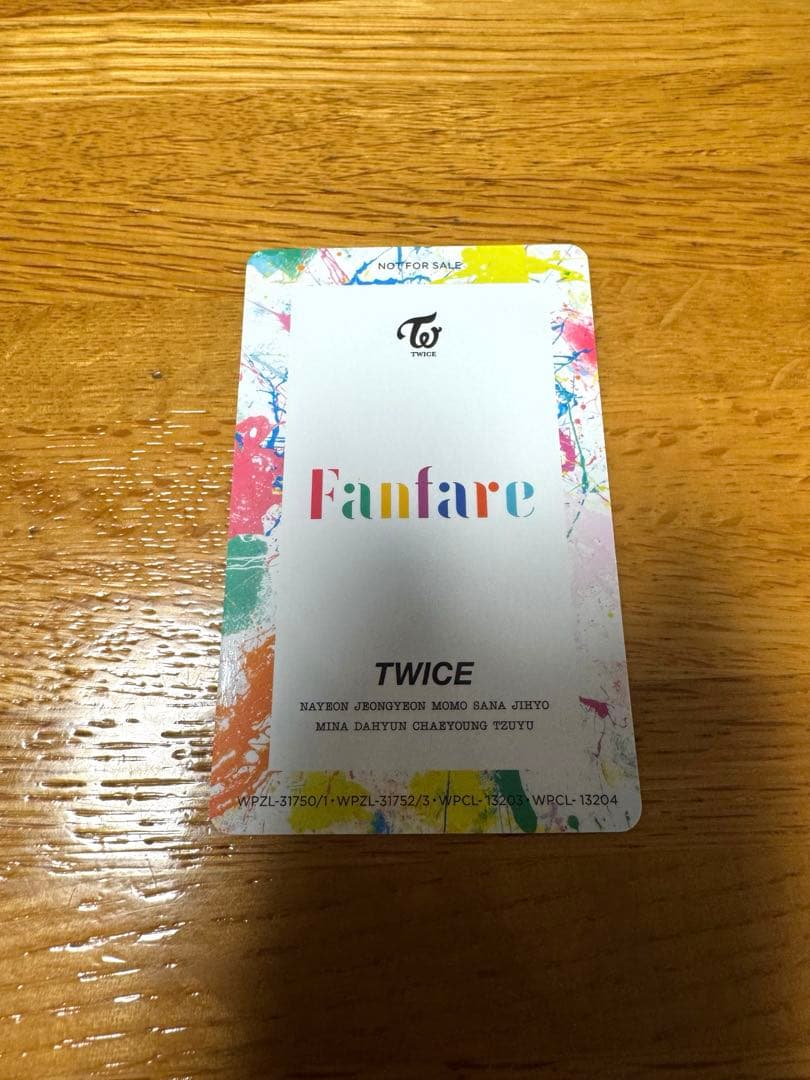 NOT FOR SALE
TWICE
Fanfare
TWICE
NAYEON JEONGYEON MOMO SANA JIHYO
MINA DAHYUN CHAEYOUNG TZUYU
WPZL-31750/1・WPZL-31752/3・WPCL- 13203・WPCL- 13204